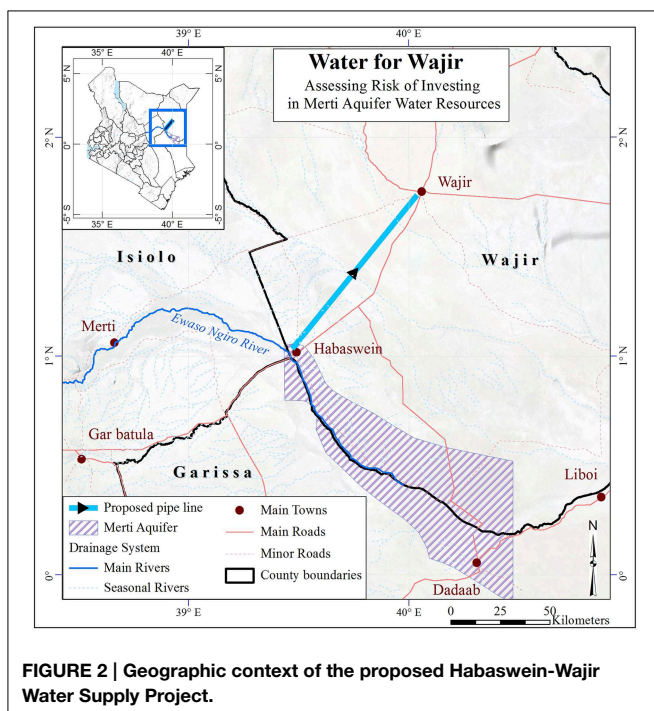 Water for Wajir
Assessing Risk of Investing
in Merti Aquifer Water Resources
39° E
40° E
5°N
0°N
5°S
35° E
40° E
2°N
1°N
0°
Wajir
Isiolo
Wajir
Merti
Ewaso Ngiro River
Habaswein
Gar batula
Garissa
Liboi
Dadaab
Proposed pipe line
Merti Aquifer
Drainage System
Main Rivers
Seasonal Rivers
Main Towns
Main Roads
Minor Roads
County boundaries
N
0 25 50
Kilometers
39° E
40° E
1°N
0°
FIGURE 2 | Geographic context of the proposed Habaswein-Wajir
Water Supply Project.